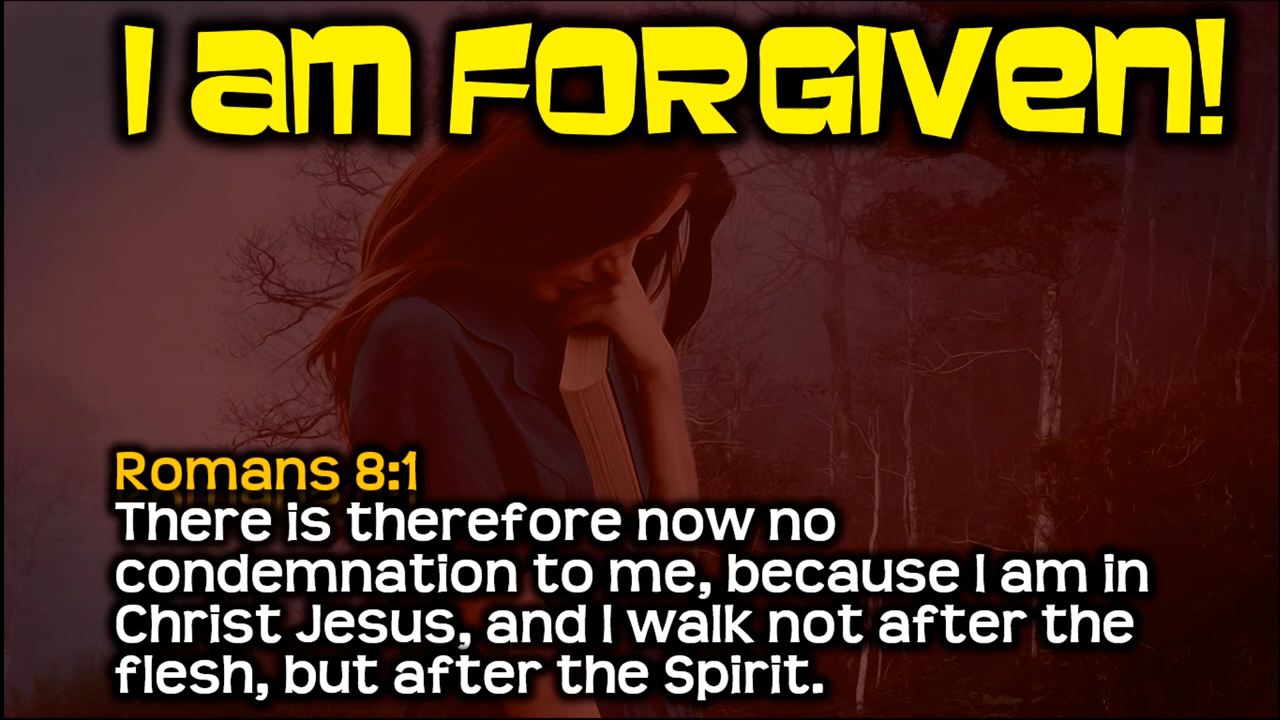 I am FORGIVen!
Romans 8:1
There is therefore now no
condemnation to me, because I am in
Christ Jesus, and I walk not after the
flesh, but after the Spirit.